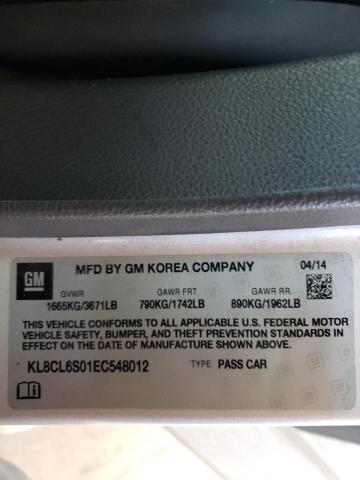 GM
MFD BY GM KOREA COMPANY 04/14
GVWR GAWR FRT. GAWR RR.
1665KG/3671LB 790KG/1742LB 890KG/1962LB
THIS VEHICLE CONFORMS TO ALL APPLICABLE U.S. FEDERAL MOTOR
VEHICLE SAFETY, BUMPER, AND THEFT PREVENTION STANDARDS IN
EFFECT ON THE DATE OF MANUFACTURE SHOWN ABOVE.
KL8CL6S01EC548012 TYPE: PASS CAR